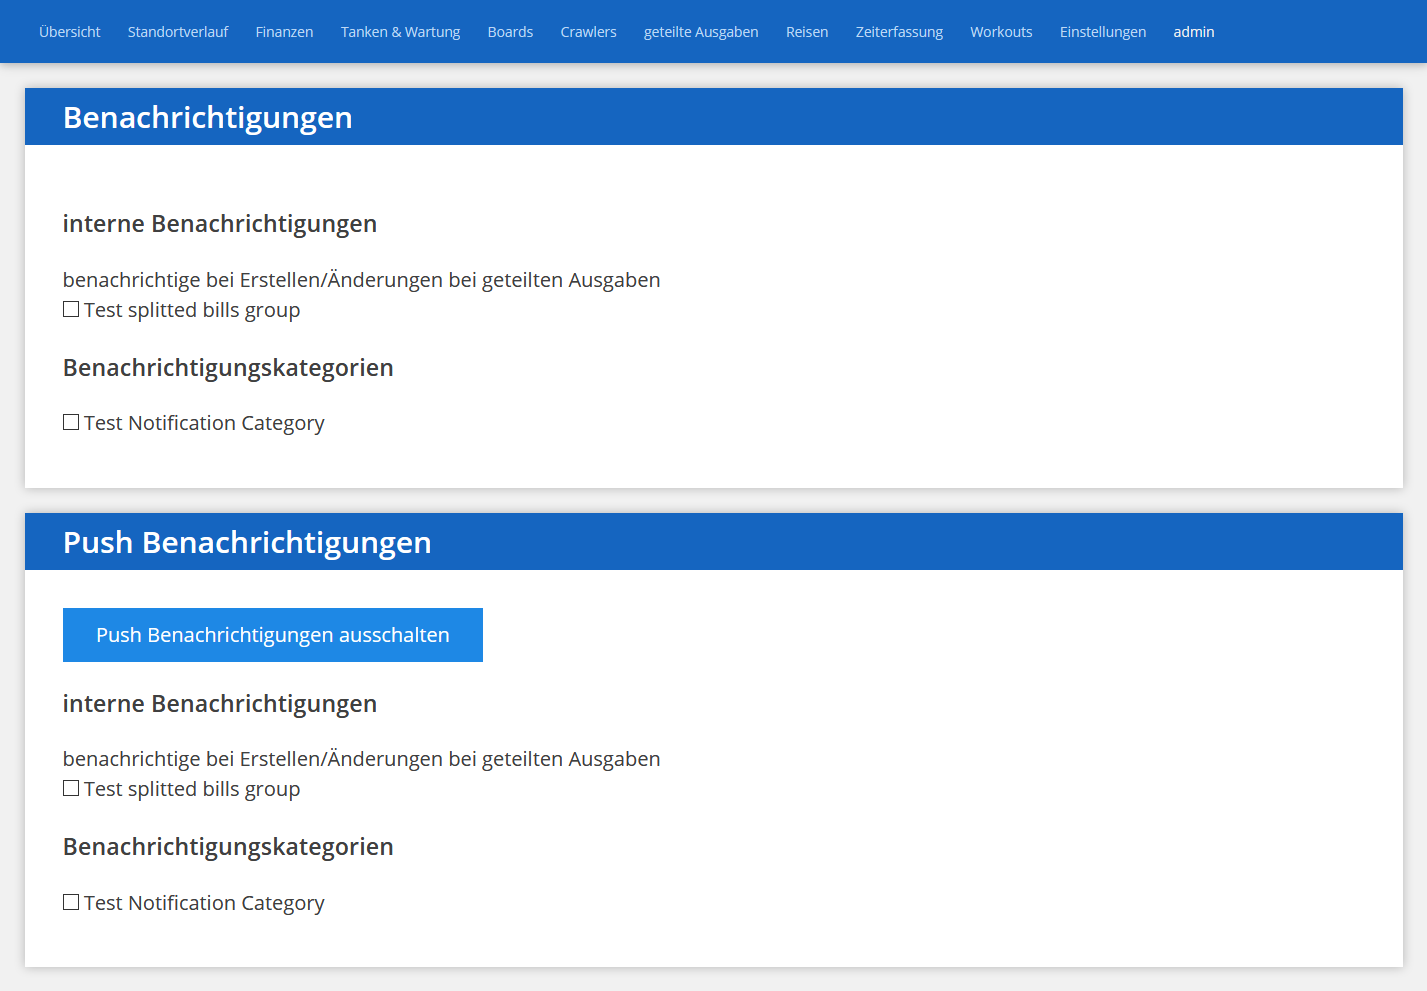 Übersicht Standortverlauf Finanzen Tanken & Wartung Boards Crawlers geteilte Ausgaben Reisen Zeiterfassung Workouts Einstellungen admin
Benachrichtigungen
interne Benachrichtigungen
benachrichtige bei Erstellen/Änderungen bei geteilten Ausgaben
Test splitted bills group
Benachrichtigungskategorien
Test Notification Category
Push Benachrichtigungen
Push Benachrichtigungen ausschalten
interne Benachrichtigungen
benachrichtige bei Erstellen/Änderungen bei geteilten Ausgaben
Test splitted bills group
Benachrichtigungskategorien
Test Notification Category